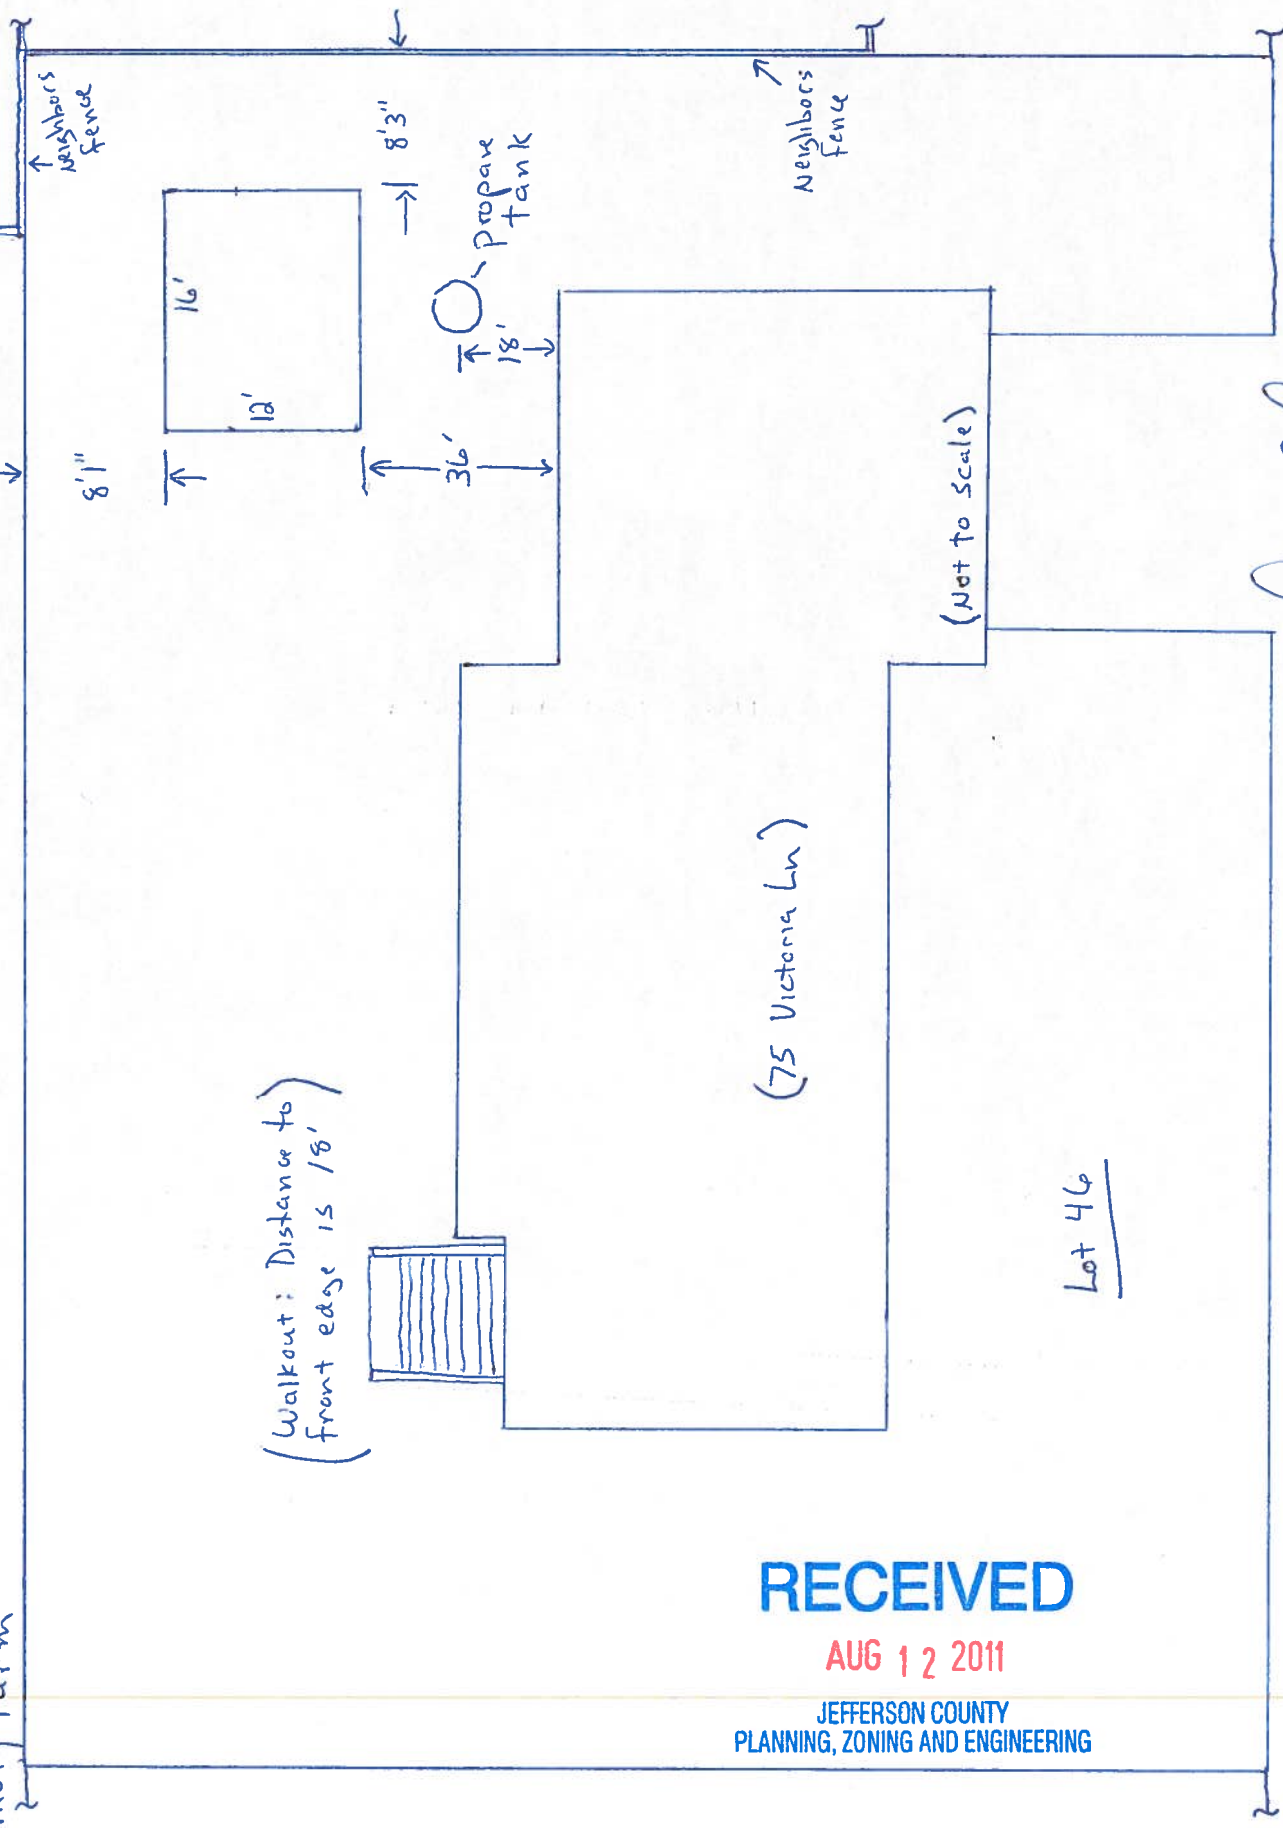 Neighbors
fence
8'3"
Propane
tank
Neighbors
fence
16'
12'
8'1"
18'
36'
(Not to scale)
(75 Victoria Ln)
(Walkout: Distance to
front edge is 18')
Lot 46
Farm
RECEIVED
AUG 12 2011
JEFFERSON COUNTY
PLANNING, ZONING AND ENGINEERING